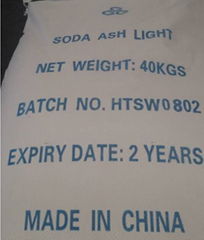 SODA ASH LIGHT
NET WEIGHT: 40KGS
BATCH NO. HTSW0802
EXPIRY DATE: 2 YEARS
MADE IN CHINA